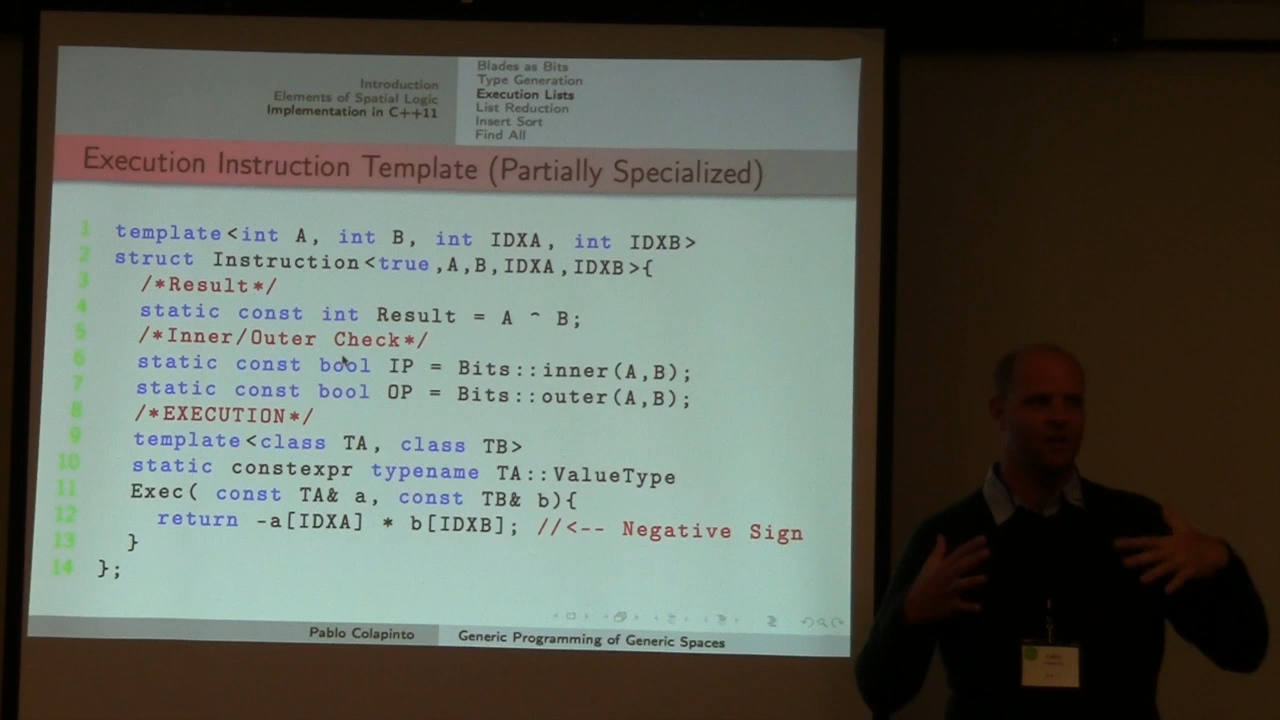 Introduction
Elements of Spatial Logic
Implementation in C++11
Blades as Bits
Type Generation
Execution Lists
List Reduction
Insert Sort
Find All
Execution Instruction Template (Partially Specialized)
1 template<int A, int B, int IDXA, int IDXB>
2 struct Instruction<true,A,B,IDXA,IDXB>{
3 /*Result*/
4 static const int Result = A ^ B;
5 /*Inner/Outer Check*/
6 static const bool IP = Bits::inner(A,B);
7 static const bool OP = Bits::outer(A,B);
8 /*EXECUTION*/
9 template<class TA, class TB>
10 static constexpr typename TA::ValueType
11 Exec( const TA& a, const TB& b){
12 return -a[IDXA] * b[IDXB]; //<-- Negative Sign
13 }
14 };
Pablo Colapinto
Generic Programming of Generic Spaces